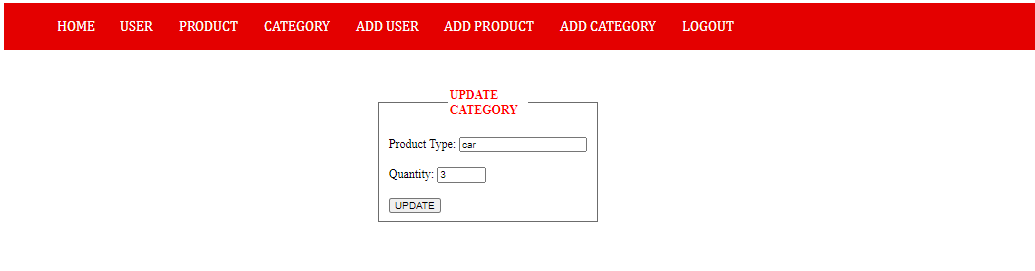 HOME USER PRODUCT CATEGORY ADD USER ADD PRODUCT ADD CATEGORY LOGOUT
UPDATE
CATEGORY
Product Type: car
Quantity: 3
UPDATE